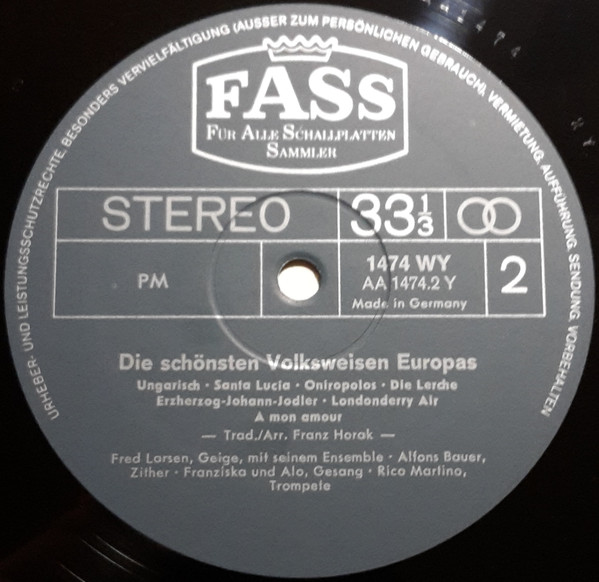 URHEBER- UND LEISTUNGSSCHUTZRECHTE, BESONDERS VERVIELFÄLTIGUNG (AUSSER ZUM PERSÖNLICHEN GEBRAUCH), VERMIETUNG, AUFFÜHRUNG, SENDUNG, VORBEHALTEN
FASS
FÜR ALLE SCHALLPLATTEN
SAMMLER
STEREO 33⅓
PM
1474 WY
AA 1474.2 Y
Made in Germany
2
Die schönsten Volksweisen Europas
Ungarisch · Santa Lucia · Oniropolos · Die Lerche
Erzherzog-Johann-Jodler · Londonderry Air
A mon amour
— Trad./Arr. Franz Horak —
Fred Larsen, Geige, mit seinem Ensemble · Alfons Bauer,
Zither · Franziska und Alo, Gesang · Rico Martino,
Trompete